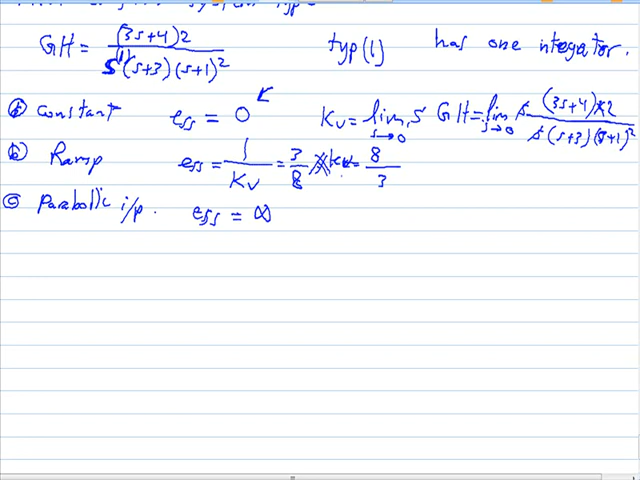 GH = (3s+4)2 / s^(1) (s+3) (s+1)^2 typ(1) has one integrator.
ⓐ Constant ess = 0 Kv = lim s→0 s GH = lim s→0 s (3s+4)×2 / s (s+3) (s+1)^2
ⓑ Ramp ess = 1/Kv = 3/8 Kv = 8/3
ⓒ Parabolic i/p. ess = ∞